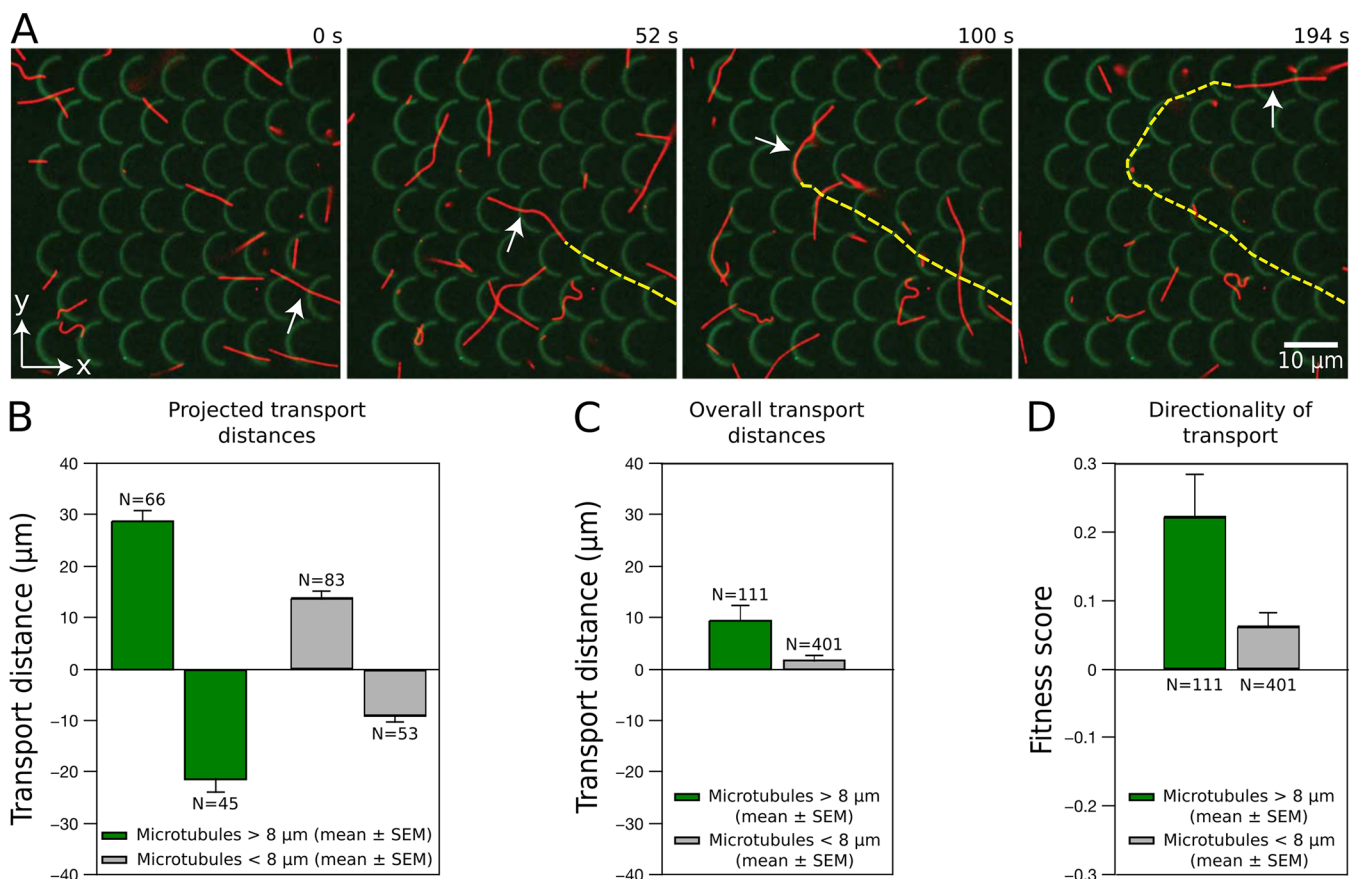 A
0 s
52 s
100 s
194 s
y
x
10 µm
B
Projected transport
distances
Transport distance (µm)
40
30
20
10
0
−10
−20
−30
−40
N=66
N=45
N=83
N=53
Microtubules > 8 µm (mean ± SEM)
Microtubules < 8 µm (mean ± SEM)
C
Overall transport
distances
Transport distance (µm)
40
30
20
10
0
−10
−20
−30
−40
N=111
N=401
Microtubules > 8 µm
(mean ± SEM)
Microtubules < 8 µm
(mean ± SEM)
D
Directionality of
transport
Fitness score
0.3
0.2
0.1
0
−0.1
−0.2
−0.3
N=111
N=401
Microtubules > 8 µm
(mean ± SEM)
Microtubules < 8 µm
(mean ± SEM)